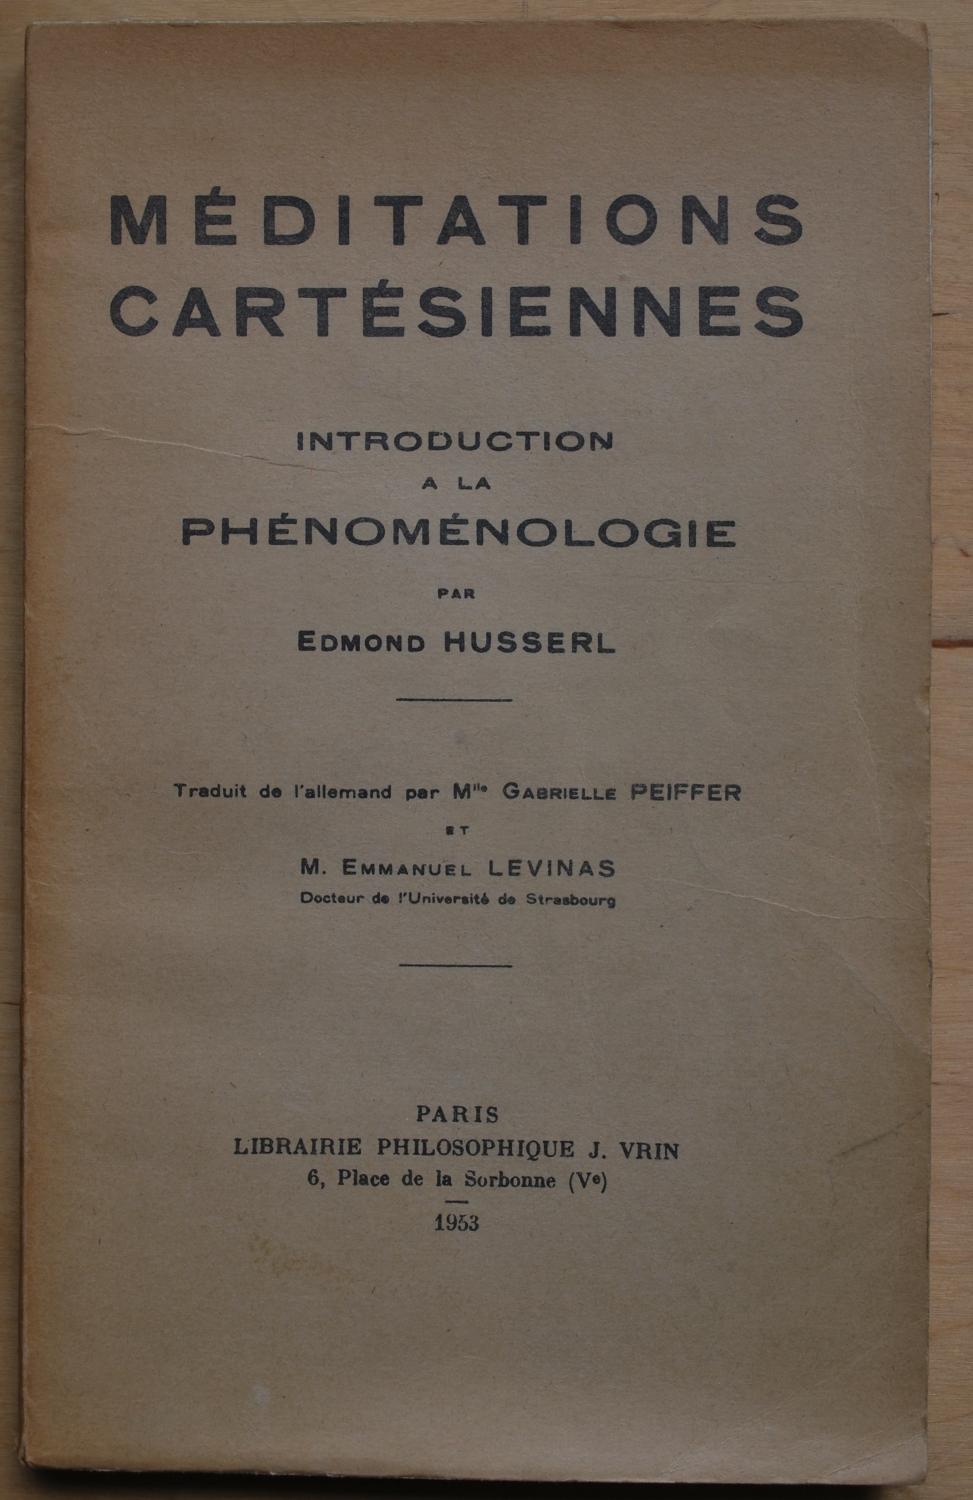 MÉDITATIONS
CARTÉSIENNES
INTRODUCTION
A LA
PHÉNOMÉNOLOGIE
PAR
EDMOND HUSSERL
Traduit de l'allemand par Mlle GABRIELLE PEIFFER
ET
M. EMMANUEL LEVINAS
Docteur de l'Université de Strasbourg
PARIS
LIBRAIRIE PHILOSOPHIQUE J. VRIN
6, Place de la Sorbonne (Ve)
1953